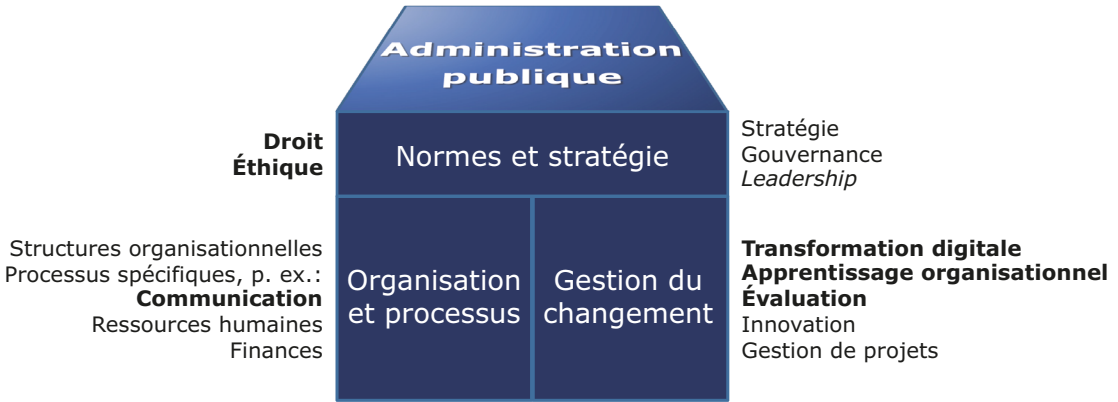 Administration
publique
Droit
Éthique
Normes et stratégie
Stratégie
Gouvernance
Leadership
Structures organisationnelles
Processus spécifiques, p. ex.:
Communication
Ressources humaines
Finances
Organisation
et processus
Gestion du
changement
Transformation digitale
Apprentissage organisationnel
Évaluation
Innovation
Gestion de projets